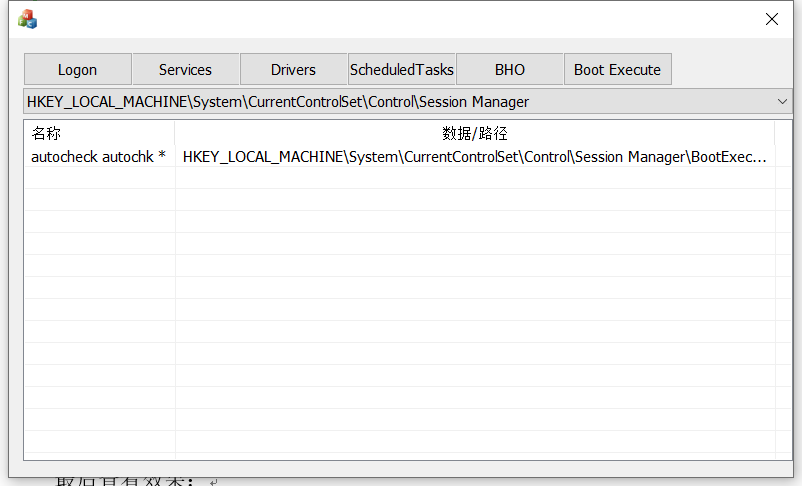 Logon
Services
Drivers
ScheduledTasks
BHO
Boot Execute
HKEY_LOCAL_MACHINE\System\CurrentControlSet\Control\Session Manager
名称 数据/路径
autocheck autochk * HKEY_LOCAL_MACHINE\System\CurrentControlSet\Control\Session Manager\BootExec...